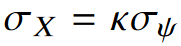 σ_X = κσ_ψ